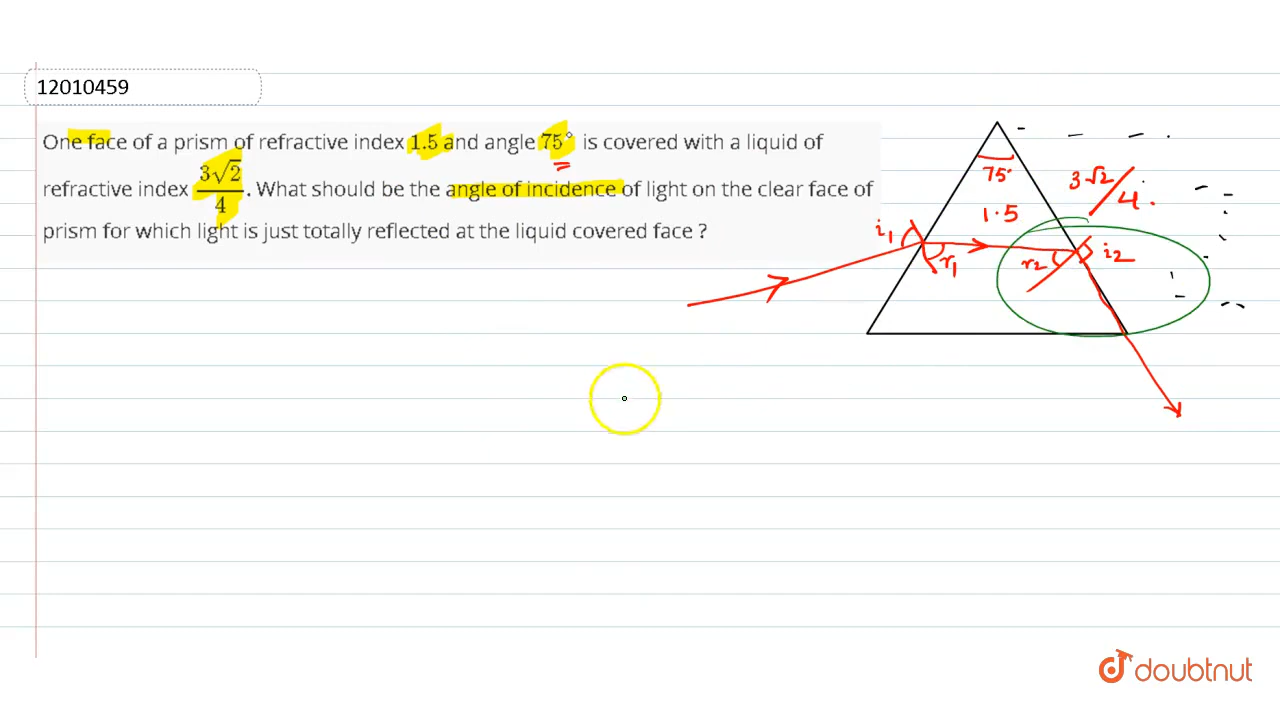 12010459
One face of a prism of refractive index 1.5 and angle 75° is covered with a liquid of
refractive index 3√2/4. What should be the angle of incidence of light on the clear face of
prism for which light is just totally reflected at the liquid covered face ?
75°
3√2/4.
1.5
i₁
r₁
r₂
i₂
doubtnut